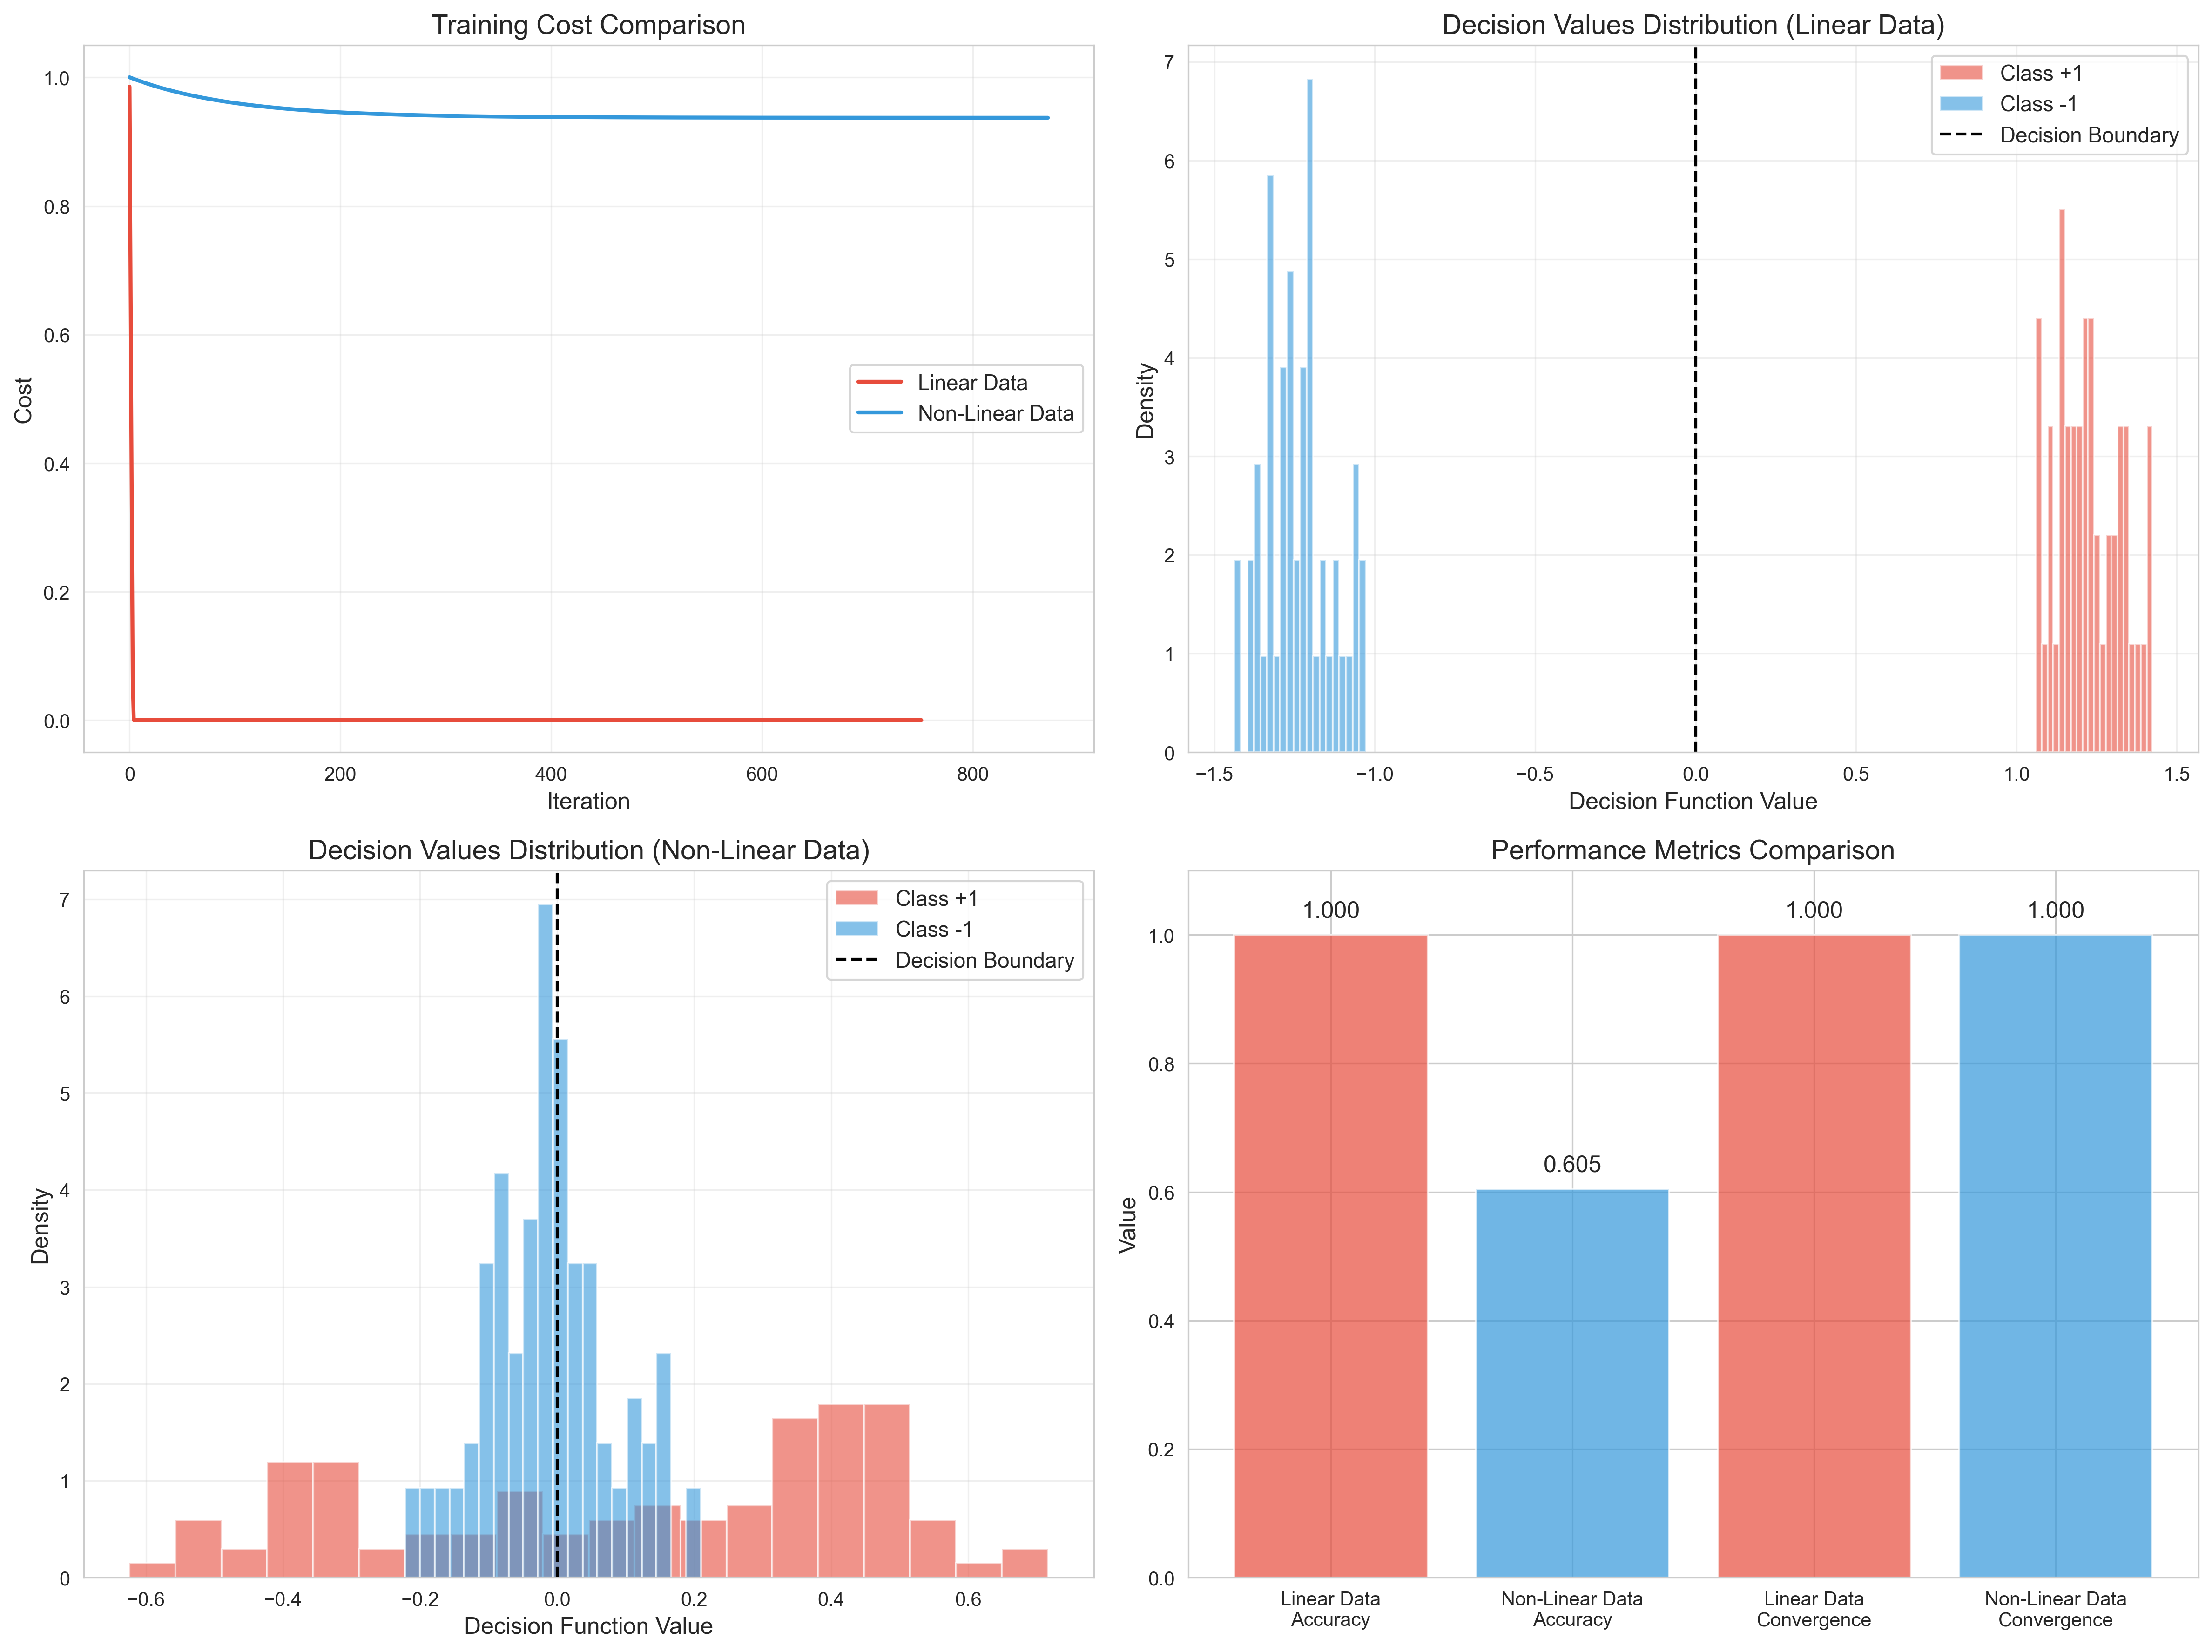 Training Cost Comparison
1.0
0.8
0.6
0.4
0.2
0.0
Cost
0
200
400
600
800
Iteration
Linear Data
Non-Linear Data
Decision Values Distribution (Linear Data)
7
6
5
4
3
2
1
0
Density
−1.5
−1.0
−0.5
0.0
0.5
1.0
1.5
Decision Function Value
Class +1
Class -1
Decision Boundary
Decision Values Distribution (Non-Linear Data)
7
6
5
4
3
2
1
0
Density
−0.6
−0.4
−0.2
0.0
0.2
0.4
0.6
Decision Function Value
Class +1
Class -1
Decision Boundary
Performance Metrics Comparison
1.0
0.8
0.6
0.4
0.2
0.0
Value
1.000
0.605
1.000
1.000
Linear Data
Accuracy
Non-Linear Data
Accuracy
Linear Data
Convergence
Non-Linear Data
Convergence